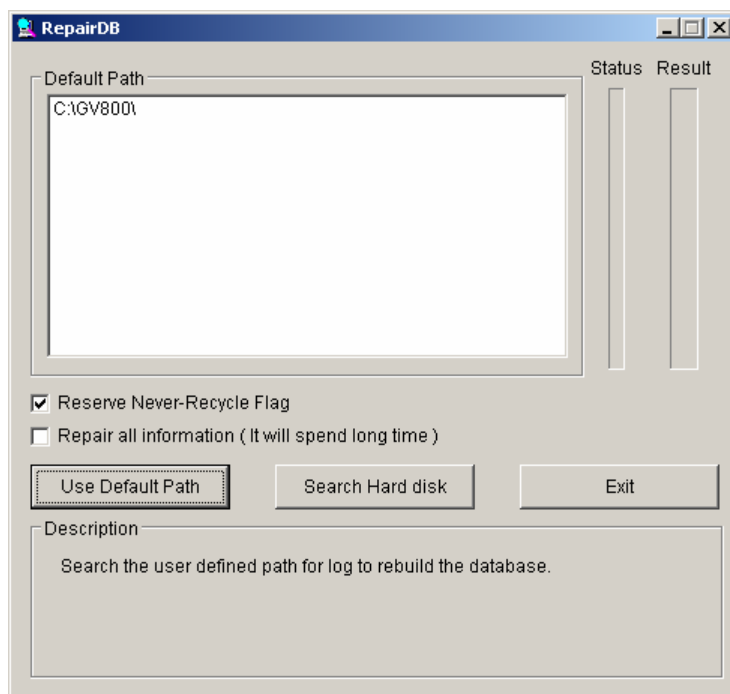 RepairDB
Default Path
Status Result
C:\GV800\
Reserve Never-Recycle Flag
Repair all information ( It will spend long time )
Use Default Path
Search Hard disk
Exit
Description
Search the user defined path for log to rebuild the database.